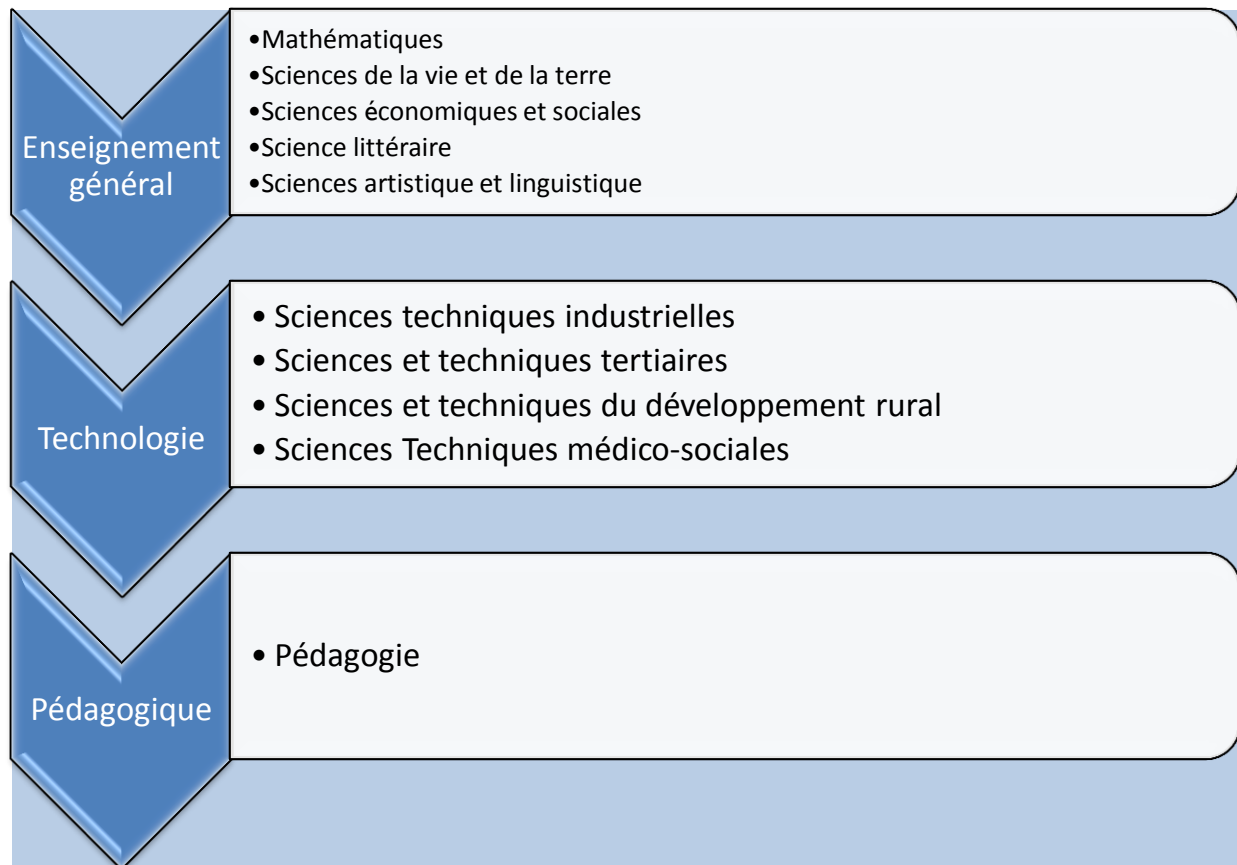 Enseignement
général
•Mathématiques
•Sciences de la vie et de la terre
•Sciences économiques et sociales
•Science littéraire
•Sciences artistique et linguistique
Technologie
• Sciences techniques industrielles
• Sciences et techniques tertiaires
• Sciences et techniques du développement rural
• Sciences Techniques médico-sociales
Pédagogique
• Pédagogie